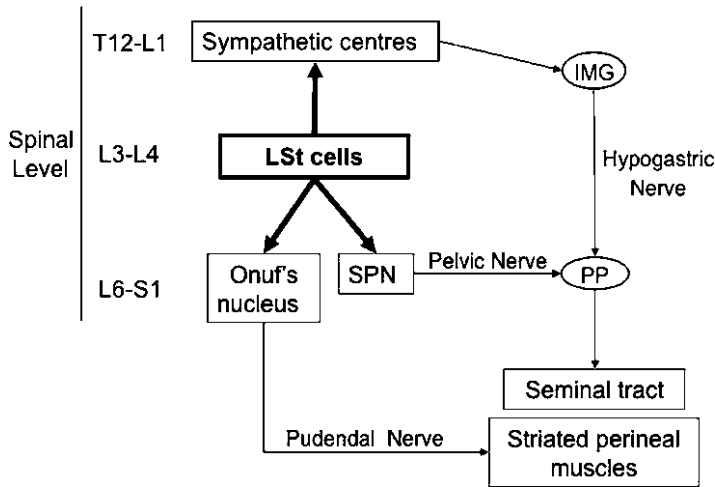 T12-L1
Sympathetic centres
IMG
Spinal
Level
L3-L4
LSt cells
Hypogastric
Nerve
L6-S1
Onuf's
nucleus
SPN
Pelvic Nerve
PP
Seminal tract
Pudendal Nerve
Striated perineal
muscles